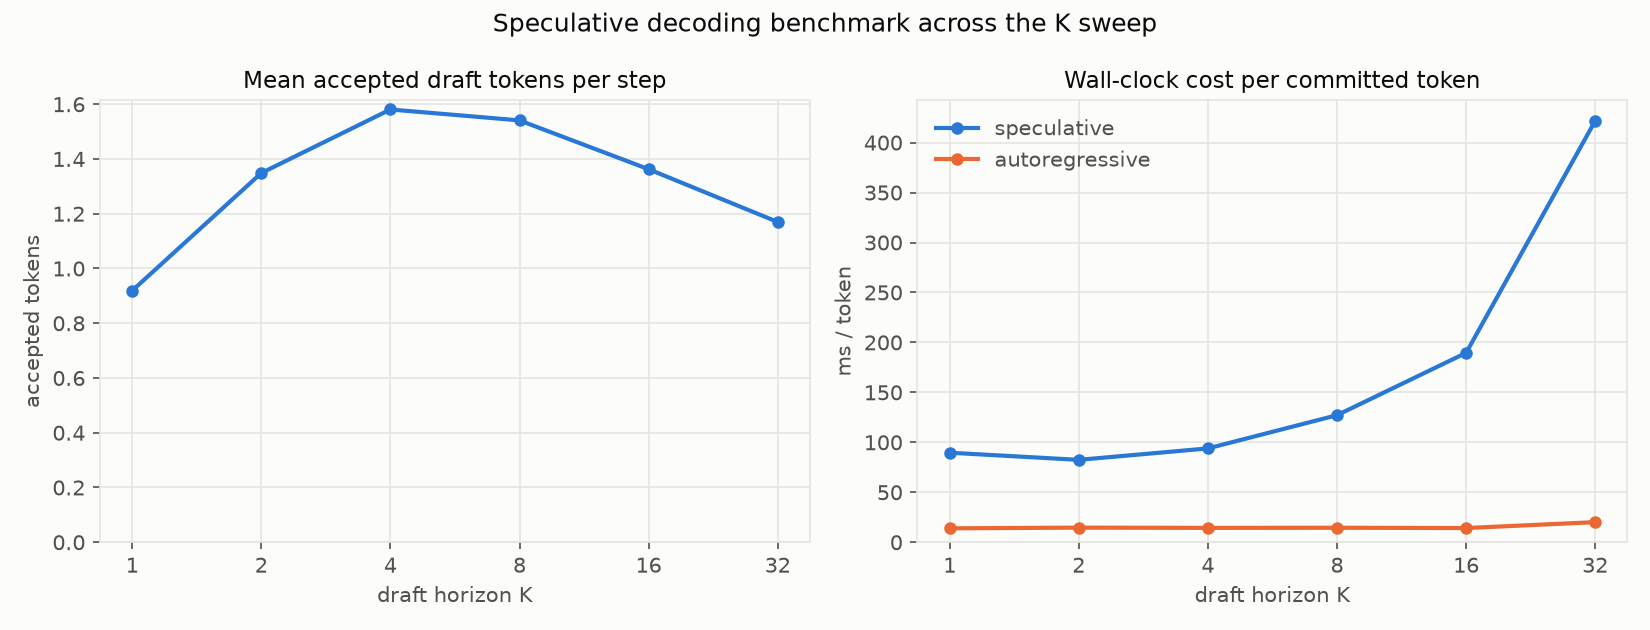 Speculative decoding benchmark across the K sweep
Mean accepted draft tokens per step
accepted tokens
1.6
1.4
1.2
1.0
0.8
0.6
0.4
0.2
0.0
1 2 4 8 16 32
draft horizon K
Wall-clock cost per committed token
speculative
autoregressive
ms / token
400
350
300
250
200
150
100
50
0
1 2 4 8 16 32
draft horizon K